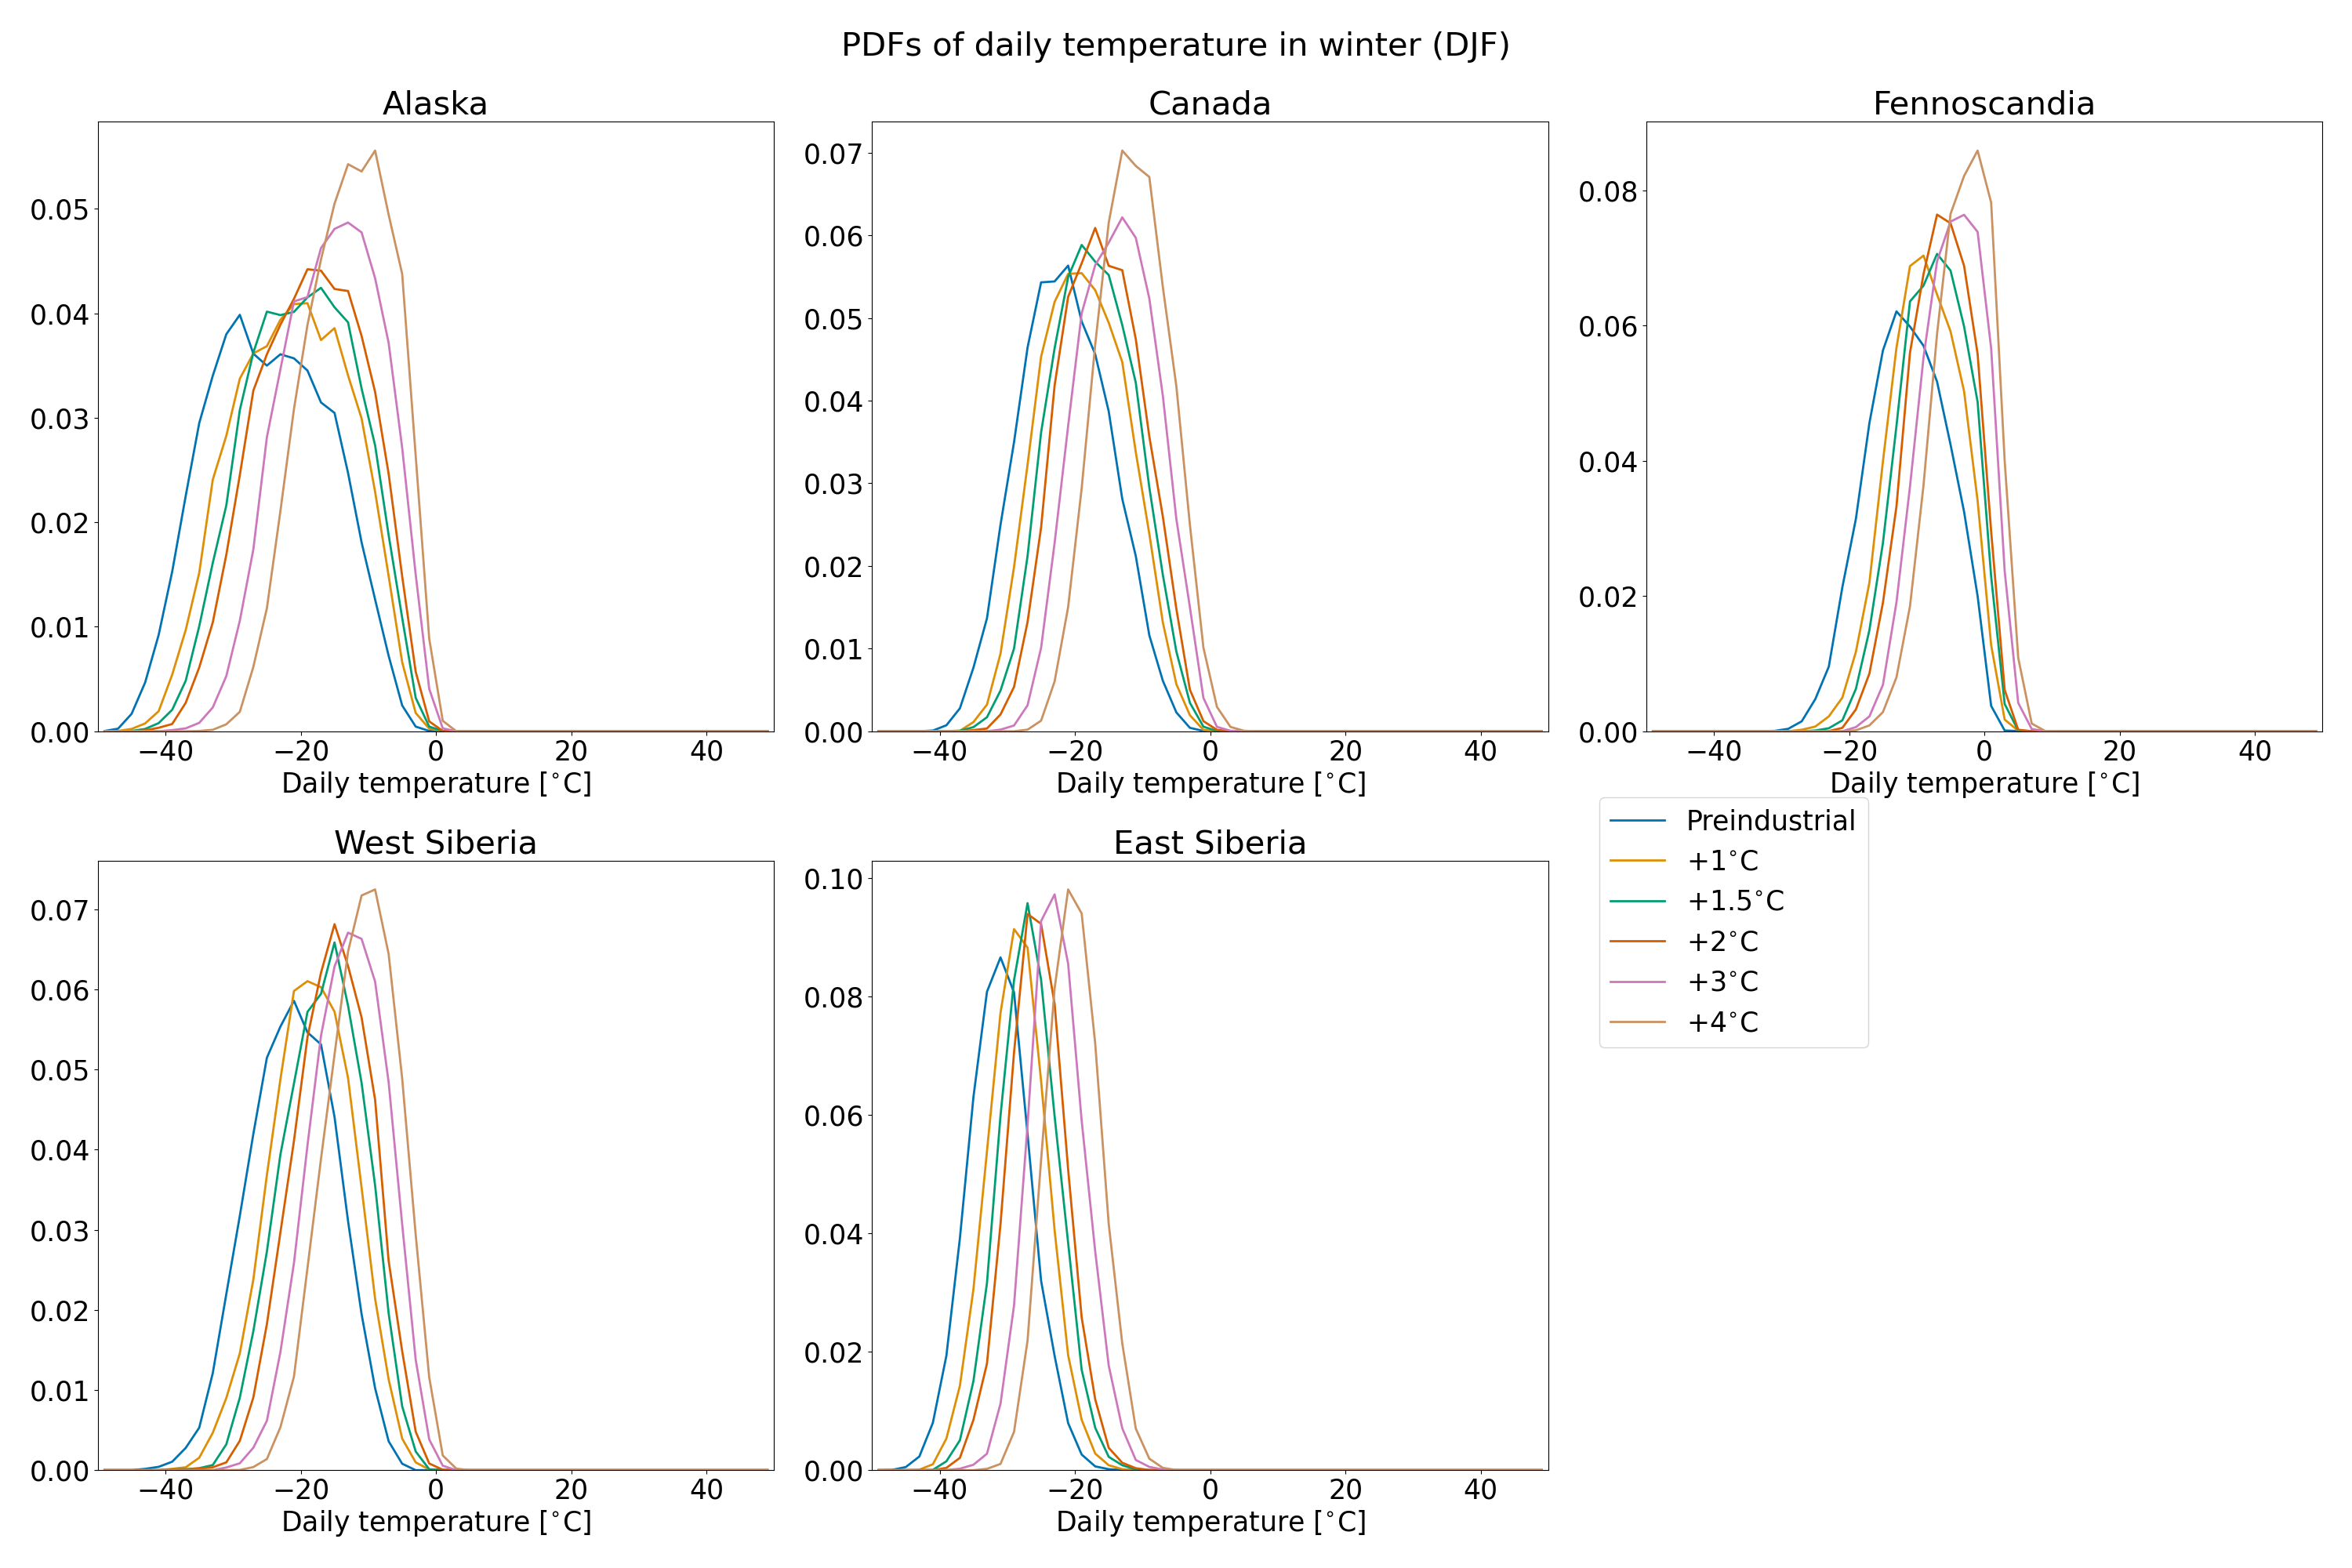 PDFs of daily temperature in winter (DJF)
Alaska
0.05
0.04
0.03
0.02
0.01
0.00
−40 −20 0 20 40
Daily temperature [°C]
Canada
0.07
0.06
0.05
0.04
0.03
0.02
0.01
0.00
−40 −20 0 20 40
Daily temperature [°C]
Fennoscandia
0.08
0.06
0.04
0.02
0.00
−40 −20 0 20 40
Daily temperature [°C]
West Siberia
0.07
0.06
0.05
0.04
0.03
0.02
0.01
0.00
−40 −20 0 20 40
Daily temperature [°C]
East Siberia
0.10
0.08
0.06
0.04
0.02
0.00
−40 −20 0 20 40
Daily temperature [°C]
Preindustrial
+1°C
+1.5°C
+2°C
+3°C
+4°C